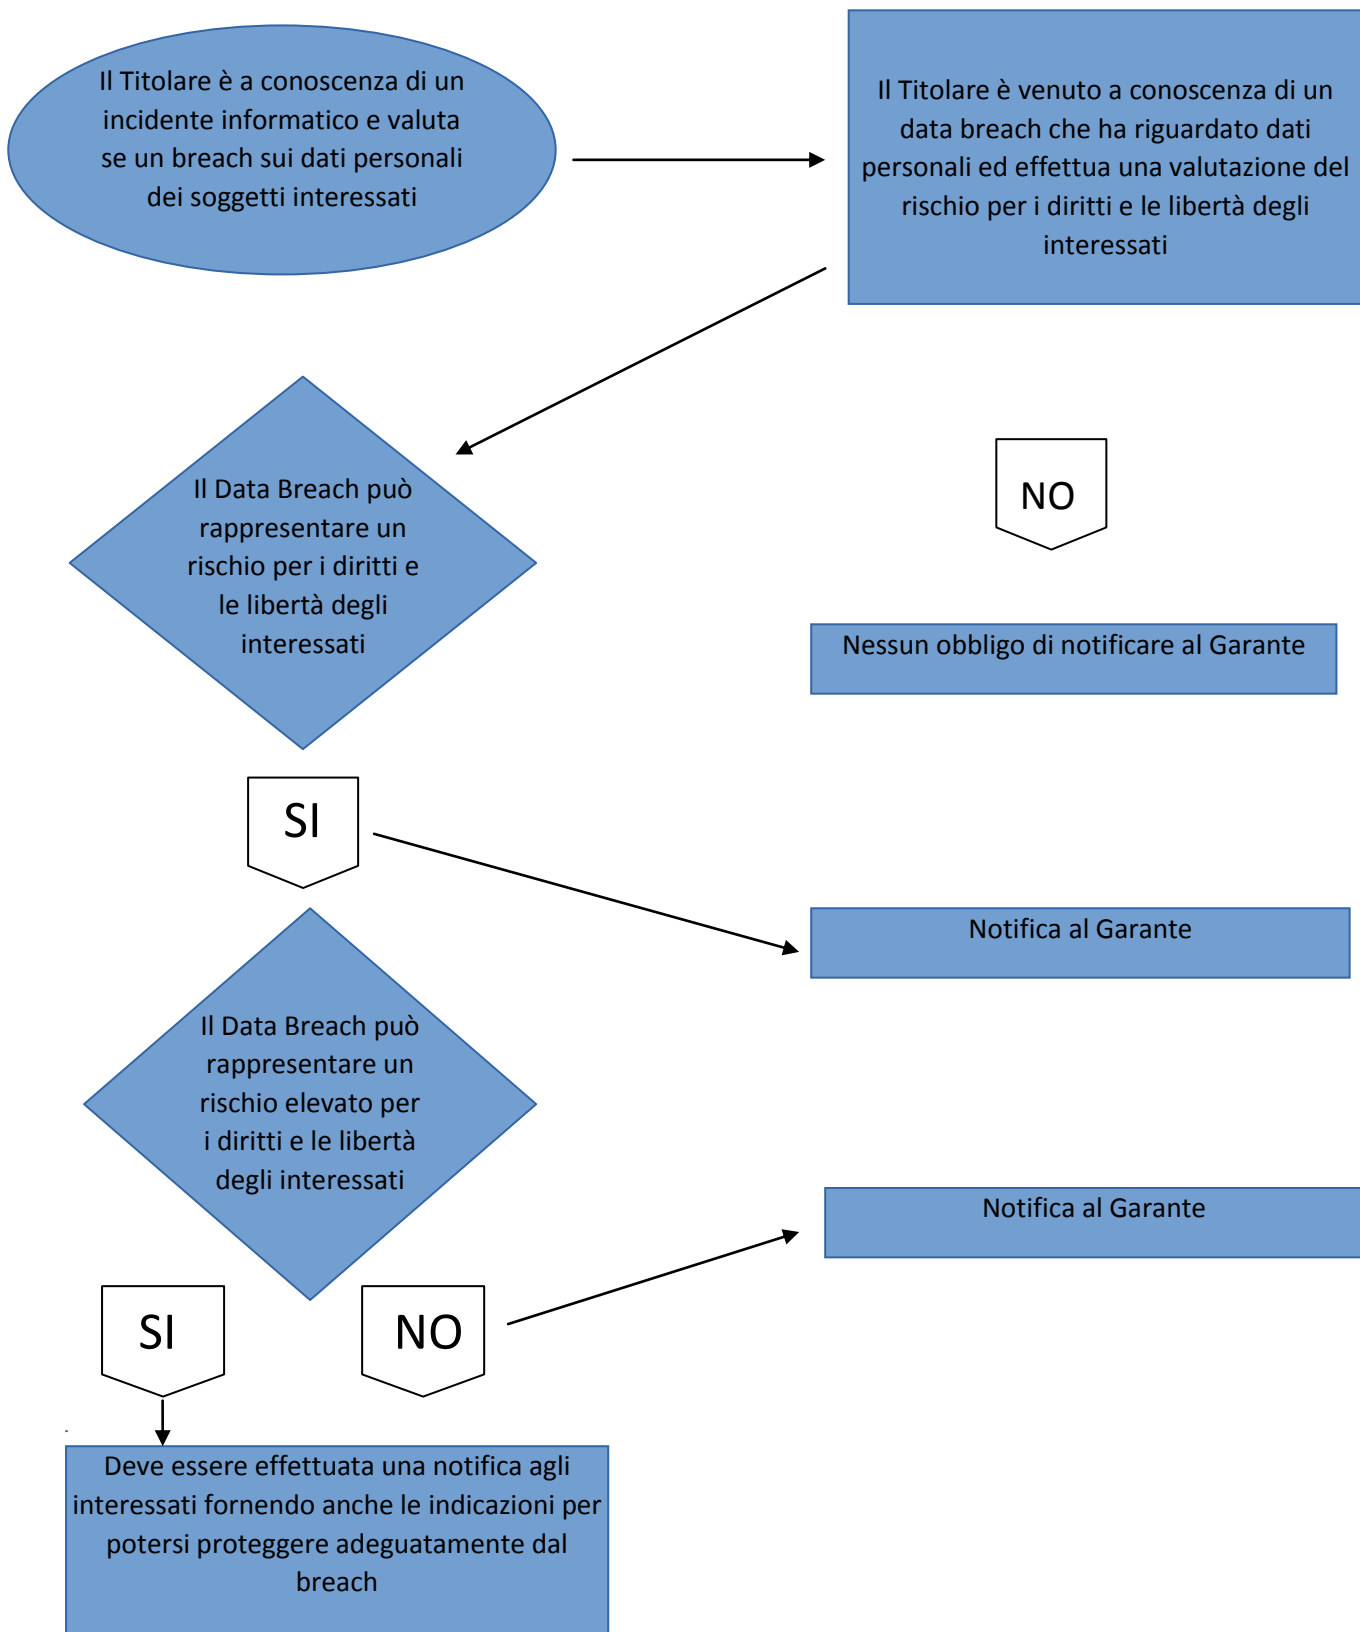 Il Titolare è a conoscenza di un
incidente informatico e valuta
se un breach sui dati personali
dei soggetti interessati
Il Titolare è venuto a conoscenza di un
data breach che ha riguardato dati
personali ed effettua una valutazione del
rischio per i diritti e le libertà degli
interessati
Il Data Breach può
rappresentare un
rischio per i diritti e
le libertà degli
interessati
NO
Nessun obbligo di notificare al Garante
SI
Notifica al Garante
Il Data Breach può
rappresentare un
rischio elevato per
i diritti e le libertà
degli interessati
Notifica al Garante
SI
NO
Deve essere effettuata una notifica agli
interessati fornendo anche le indicazioni per
potersi proteggere adeguatamente dal
breach